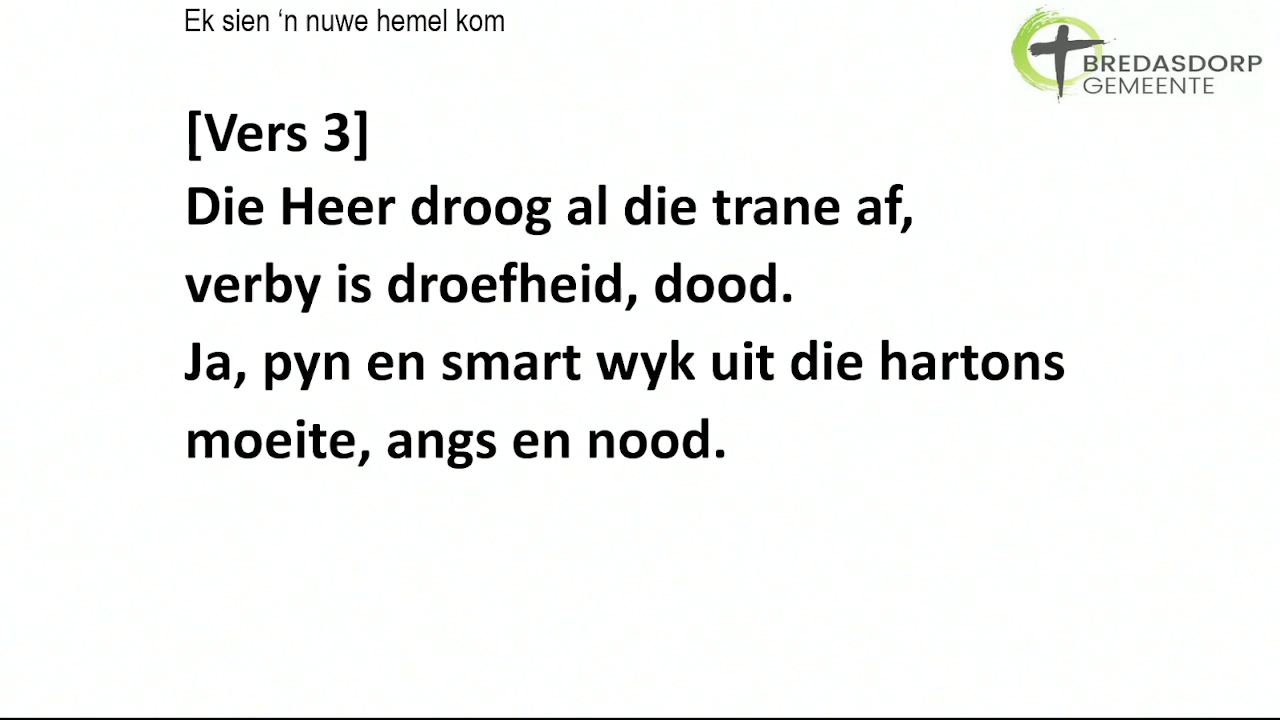 Ek sien ‘n nuwe hemel kom
BREDASDORP
GEMEENTE
[Vers 3]
Die Heer droog al die trane af,
verby is droefheid, dood.
Ja, pyn en smart wyk uit die hartons
moeite, angs en nood.